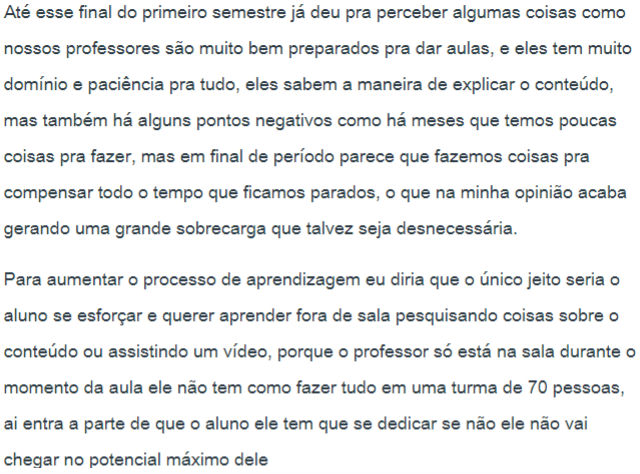 Até esse final do primeiro semestre já deu pra perceber algumas coisas como
nossos professores são muito bem preparados pra dar aulas, e eles tem muito
domínio e paciência pra tudo, eles sabem a maneira de explicar o conteúdo,
mas também há alguns pontos negativos como há meses que temos poucas
coisas pra fazer, mas em final de período parece que fazemos coisas pra
compensar todo o tempo que ficamos parados, o que na minha opinião acaba
gerando uma grande sobrecarga que talvez seja desnecessária.
Para aumentar o processo de aprendizagem eu diria que o único jeito seria o
aluno se esforçar e querer aprender fora de sala pesquisando coisas sobre o
conteúdo ou assistindo um vídeo, porque o professor só está na sala durante o
momento da aula ele não tem como fazer tudo em uma turma de 70 pessoas,
ai entra a parte de que o aluno ele tem que se dedicar se não ele não vai
chegar no potencial máximo dele